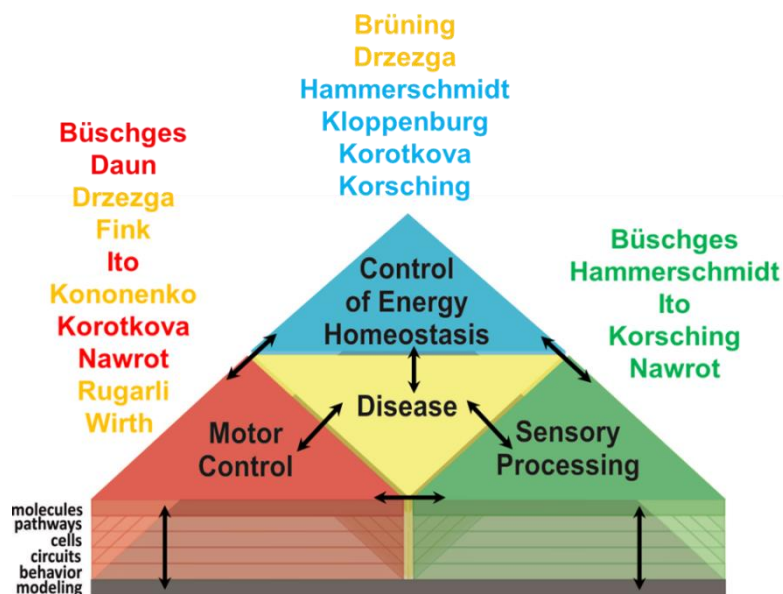 Brüning
Drzezga
Hammerschmidt
Kloppenburg
Korotkova
Korsching
Büschges
Daun
Drzezga
Fink
Ito
Kononenko
Korotkova
Nawrot
Rugarli
Wirth
Büschges
Hammerschmidt
Ito
Korsching
Nawrot
Control
of Energy
Homeostasis
Disease
Motor
Control
Sensory
Processing
molecules
pathways
cells
circuits
behavior
modeling